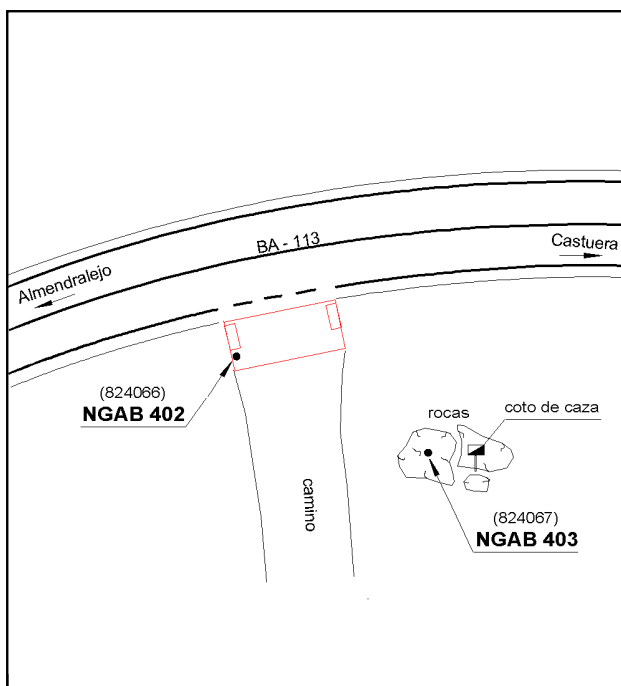 BA - 113
Castuera
Almendralejo
(824066)
NGAB 402
rocas
coto de caza
camino
(824067)
NGAB 403